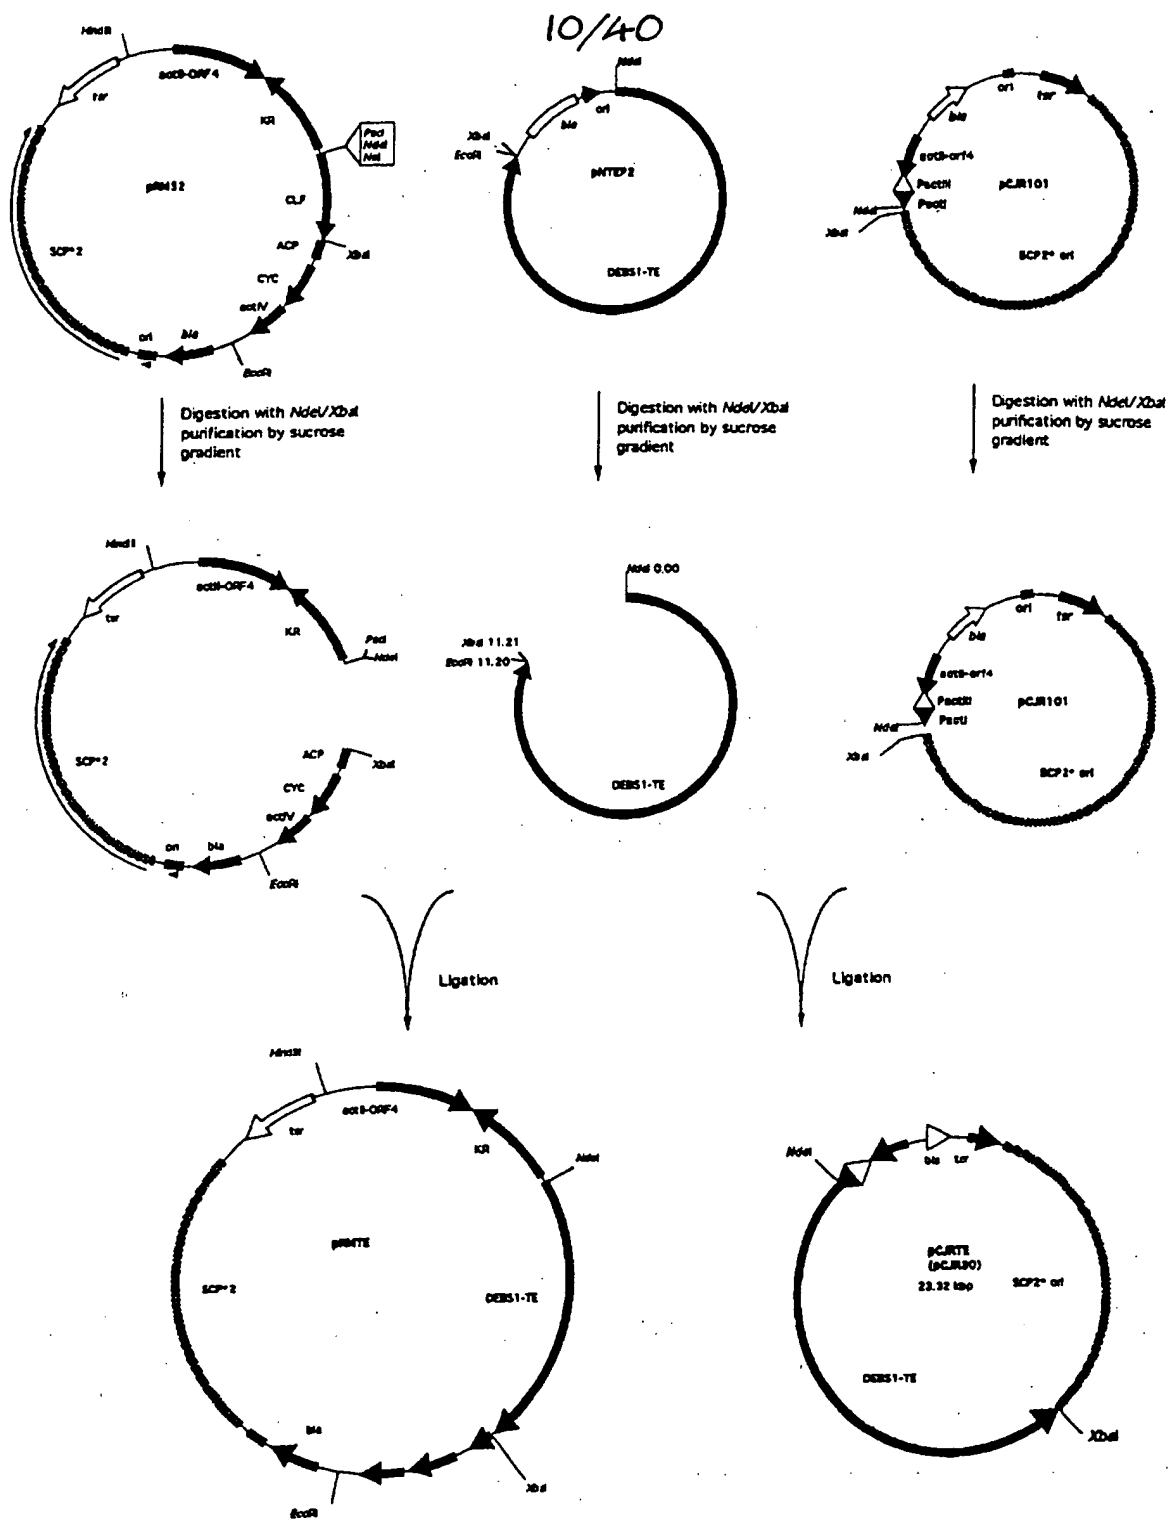 10/40
HindIII
actII-ORF4
tsr
KR
PacI
NdeI
pRMS2
CLF
ACP
XbaI
CYC
actIV
SCP*2
ori
bla
EcoRI
NdeI
ori
bla
XbaI
EcoRI
pNTEP2
DEBS1-TE
ori
tsr
bla
actII-orf4
PactIII
PactI
NdeI
XbaI
pCJR101
SCP2* ori
Digestion with NdeI/XbaI
purification by sucrose
gradient
Digestion with NdeI/XbaI
purification by sucrose
gradient
Digestion with NdeI/XbaI
purification by sucrose
gradient
HindIII
actII-ORF4
tsr
KR
PacI
NdeI
SCP*2
ACP
XbaI
CYC
actIV
ori
bla
EcoRI
NdeI 0.00
XbaI 11.21
EcoRI 11.20
DEBS1-TE
ori
tsr
bla
actII-orf4
PactIII
PactI
NdeI
XbaI
pCJR101
SCP2* ori
Ligation
Ligation
HindIII
actII-ORF4
tsr
KR
NdeI
pRMTE
SCP*2
DEBS1-TE
bla
XbaI
EcoRI
NdeI
bla
tsr
pCJRTE
(pCJR30)
23.32 kbp
SCP2* ori
DEBS1-TE
XbaI